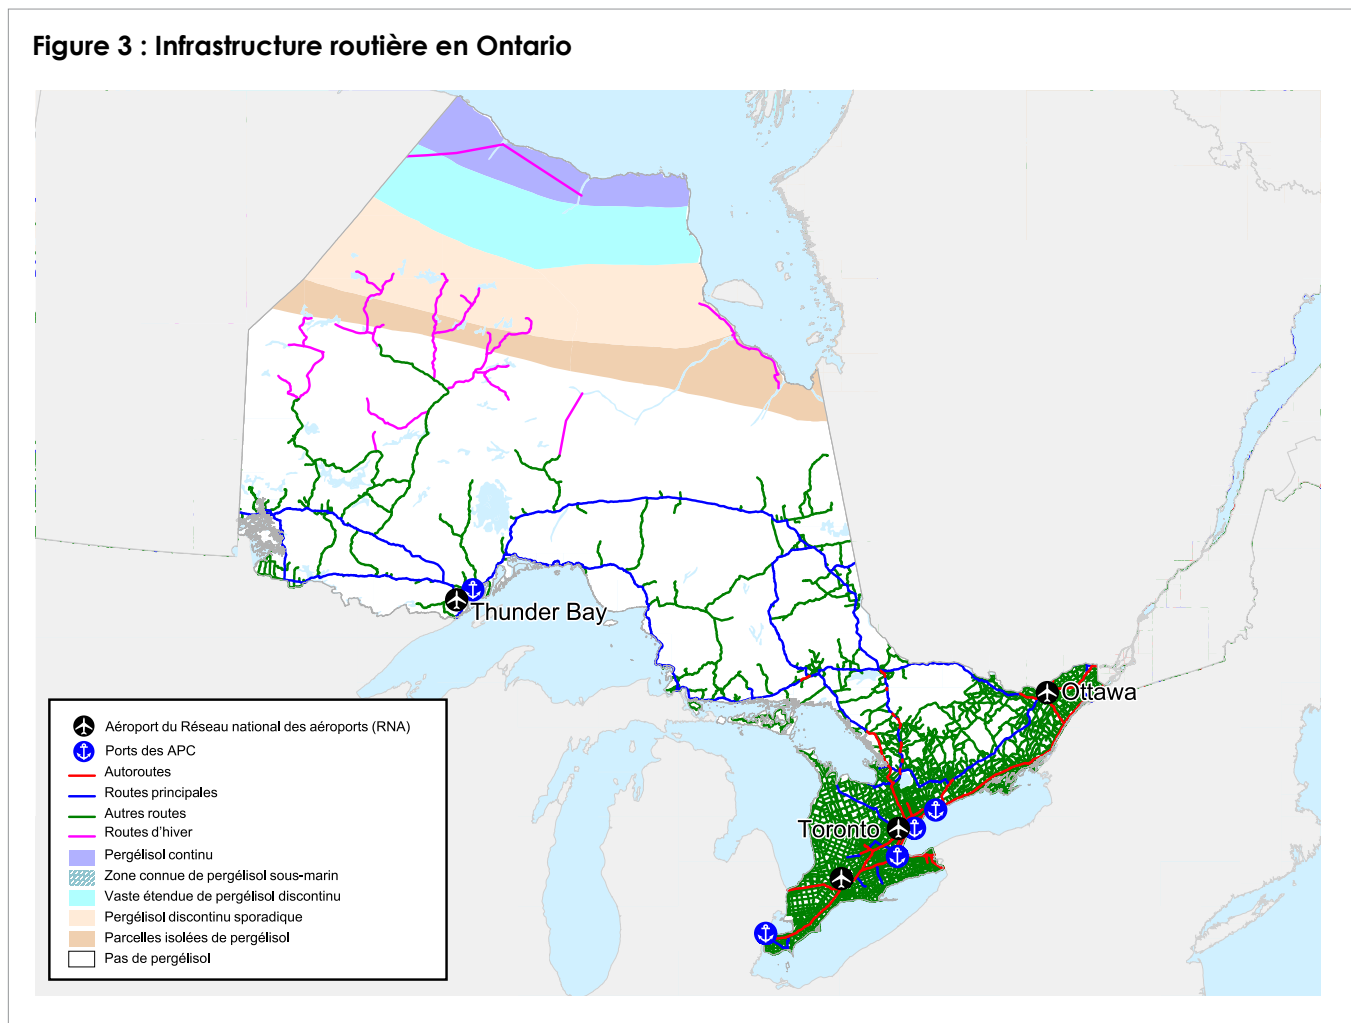 Figure 3 : Infrastructure routière en Ontario
Thunder Bay
Ottawa
Toronto
Aéroport du Réseau national des aéroports (RNA)
Ports des APC
Autoroutes
Routes principales
Autres routes
Routes d'hiver
Pergélisol continu
Zone connue de pergélisol sous-marin
Vaste étendue de pergélisol discontinu
Pergélisol discontinu sporadique
Parcelles isolées de pergélisol
Pas de pergélisol